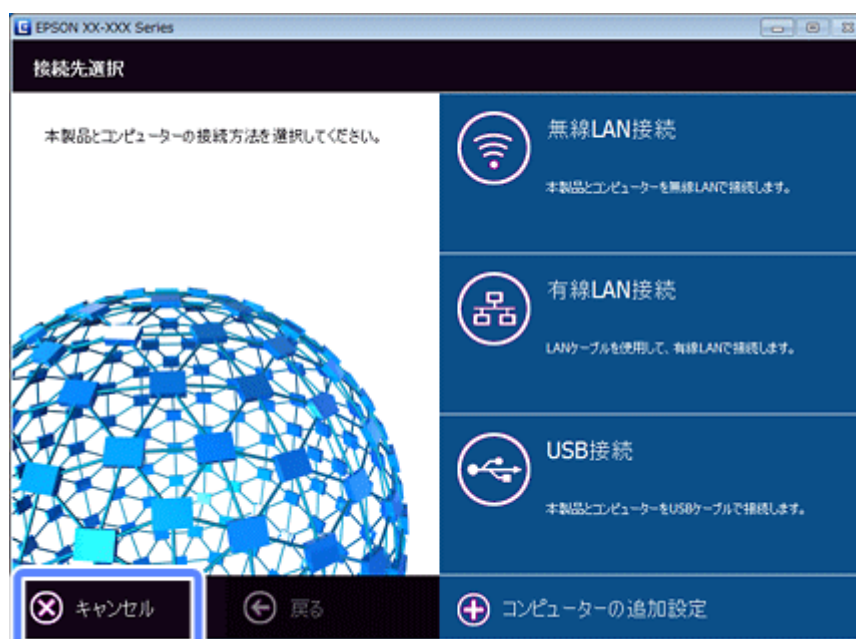 EPSON XX-XXX Series
接続先選択
本製品とコンピューターの接続方法を選択してください。
無線LAN接続
本製品とコンピューターを無線LANで接続します。
有線LAN接続
LANケーブルを使用して、有線LANで接続します。
USB接続
本製品とコンピューターをUSBケーブルで接続します。
キャンセル
戻る
コンピューターの追加設定